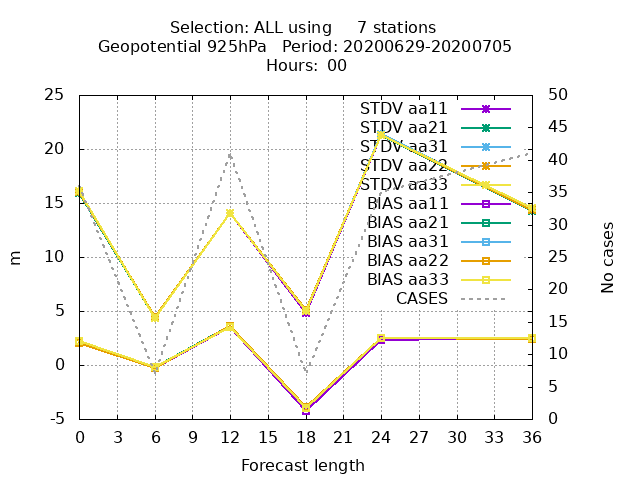 Selection: ALL using 7 stations
Geopotential 925hPa Period: 20200629-20200705
Hours: 00
25
20
15
10
5
0
-5
m
50
45
40
35
30
25
20
15
10
5
0
No cases
STDV aa11
STDV aa21
STDV aa31
STDV aa22
STDV aa33
BIAS aa11
BIAS aa21
BIAS aa31
BIAS aa22
BIAS aa33
CASES
0 3 6 9 12 15 18 21 24 27 30 33 36
Forecast length